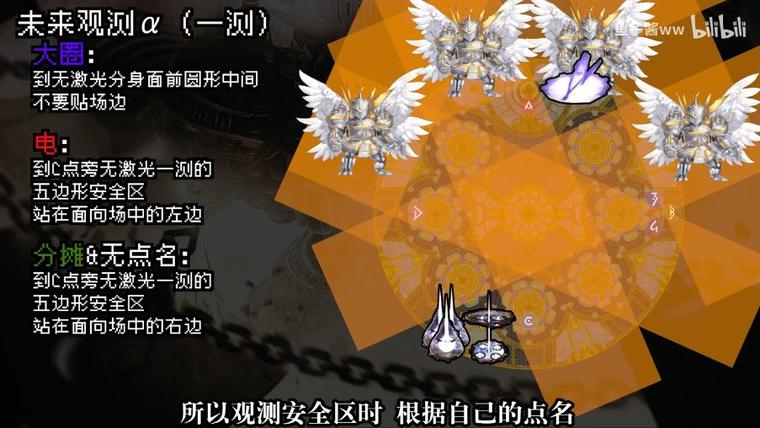 未来观测α（一测）
大圈：
到无激光分身面前圆形中间
不要贴场边
电：
到C点旁无激光一测的
五边形安全区
站在面向场中的左边
分摊&无点名：
到C点旁无激光一测的
五边形安全区
站在面向场中的右边
bilibili
A
D
B
C
所以观测安全区时 根据自己的点名